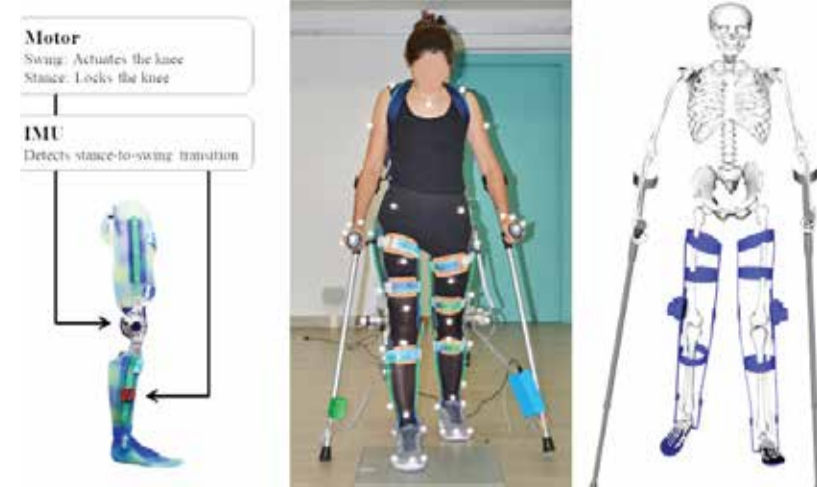 Motor
Swing: Actuates the knee
Stance: Locks the knee
IMU
Detects stance-to-swing transition